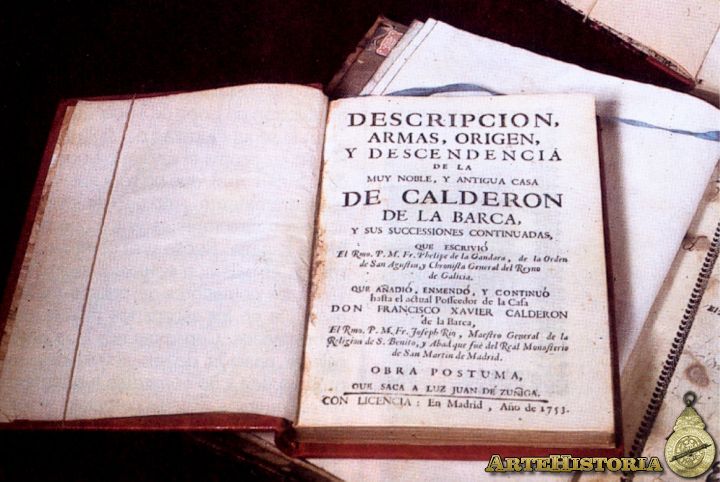 DESCRIPCION,
ARMAS, ORIGEN,
Y DESCENDENCIA
DE LA
MUY NOBLE, Y ANTIGUA CASA
DE CALDERON
DE LA BARCA,
Y SUS SUCCESSIONES CONTINUADAS,
QUE ESCRIVIÓ
El Rmo. P. M. Fr. Phelipe de la Gandara, de la Orden
de San Agustin, y Chronista General del Reyno
de Galicia.
QUE AÑADIÓ, ENMENDÓ, Y CONTINUÓ
hasta el actual Posseedor de la Casa
DON FRANCISCO XAVIER CALDERON
de la Barca,
El Rmo. P. M. Fr. Joseph Rio, Maestro General de la
Religion de S. Benito, y Abad que fué del Real Monasterio
de San Martin de Madrid.
OBRA POSTUMA,
QUE SACA A LUZ JUAN DE ZUÑIGA.
CON LICENCIA: En Madrid, Año de 1753.
ARTEHISTORIA